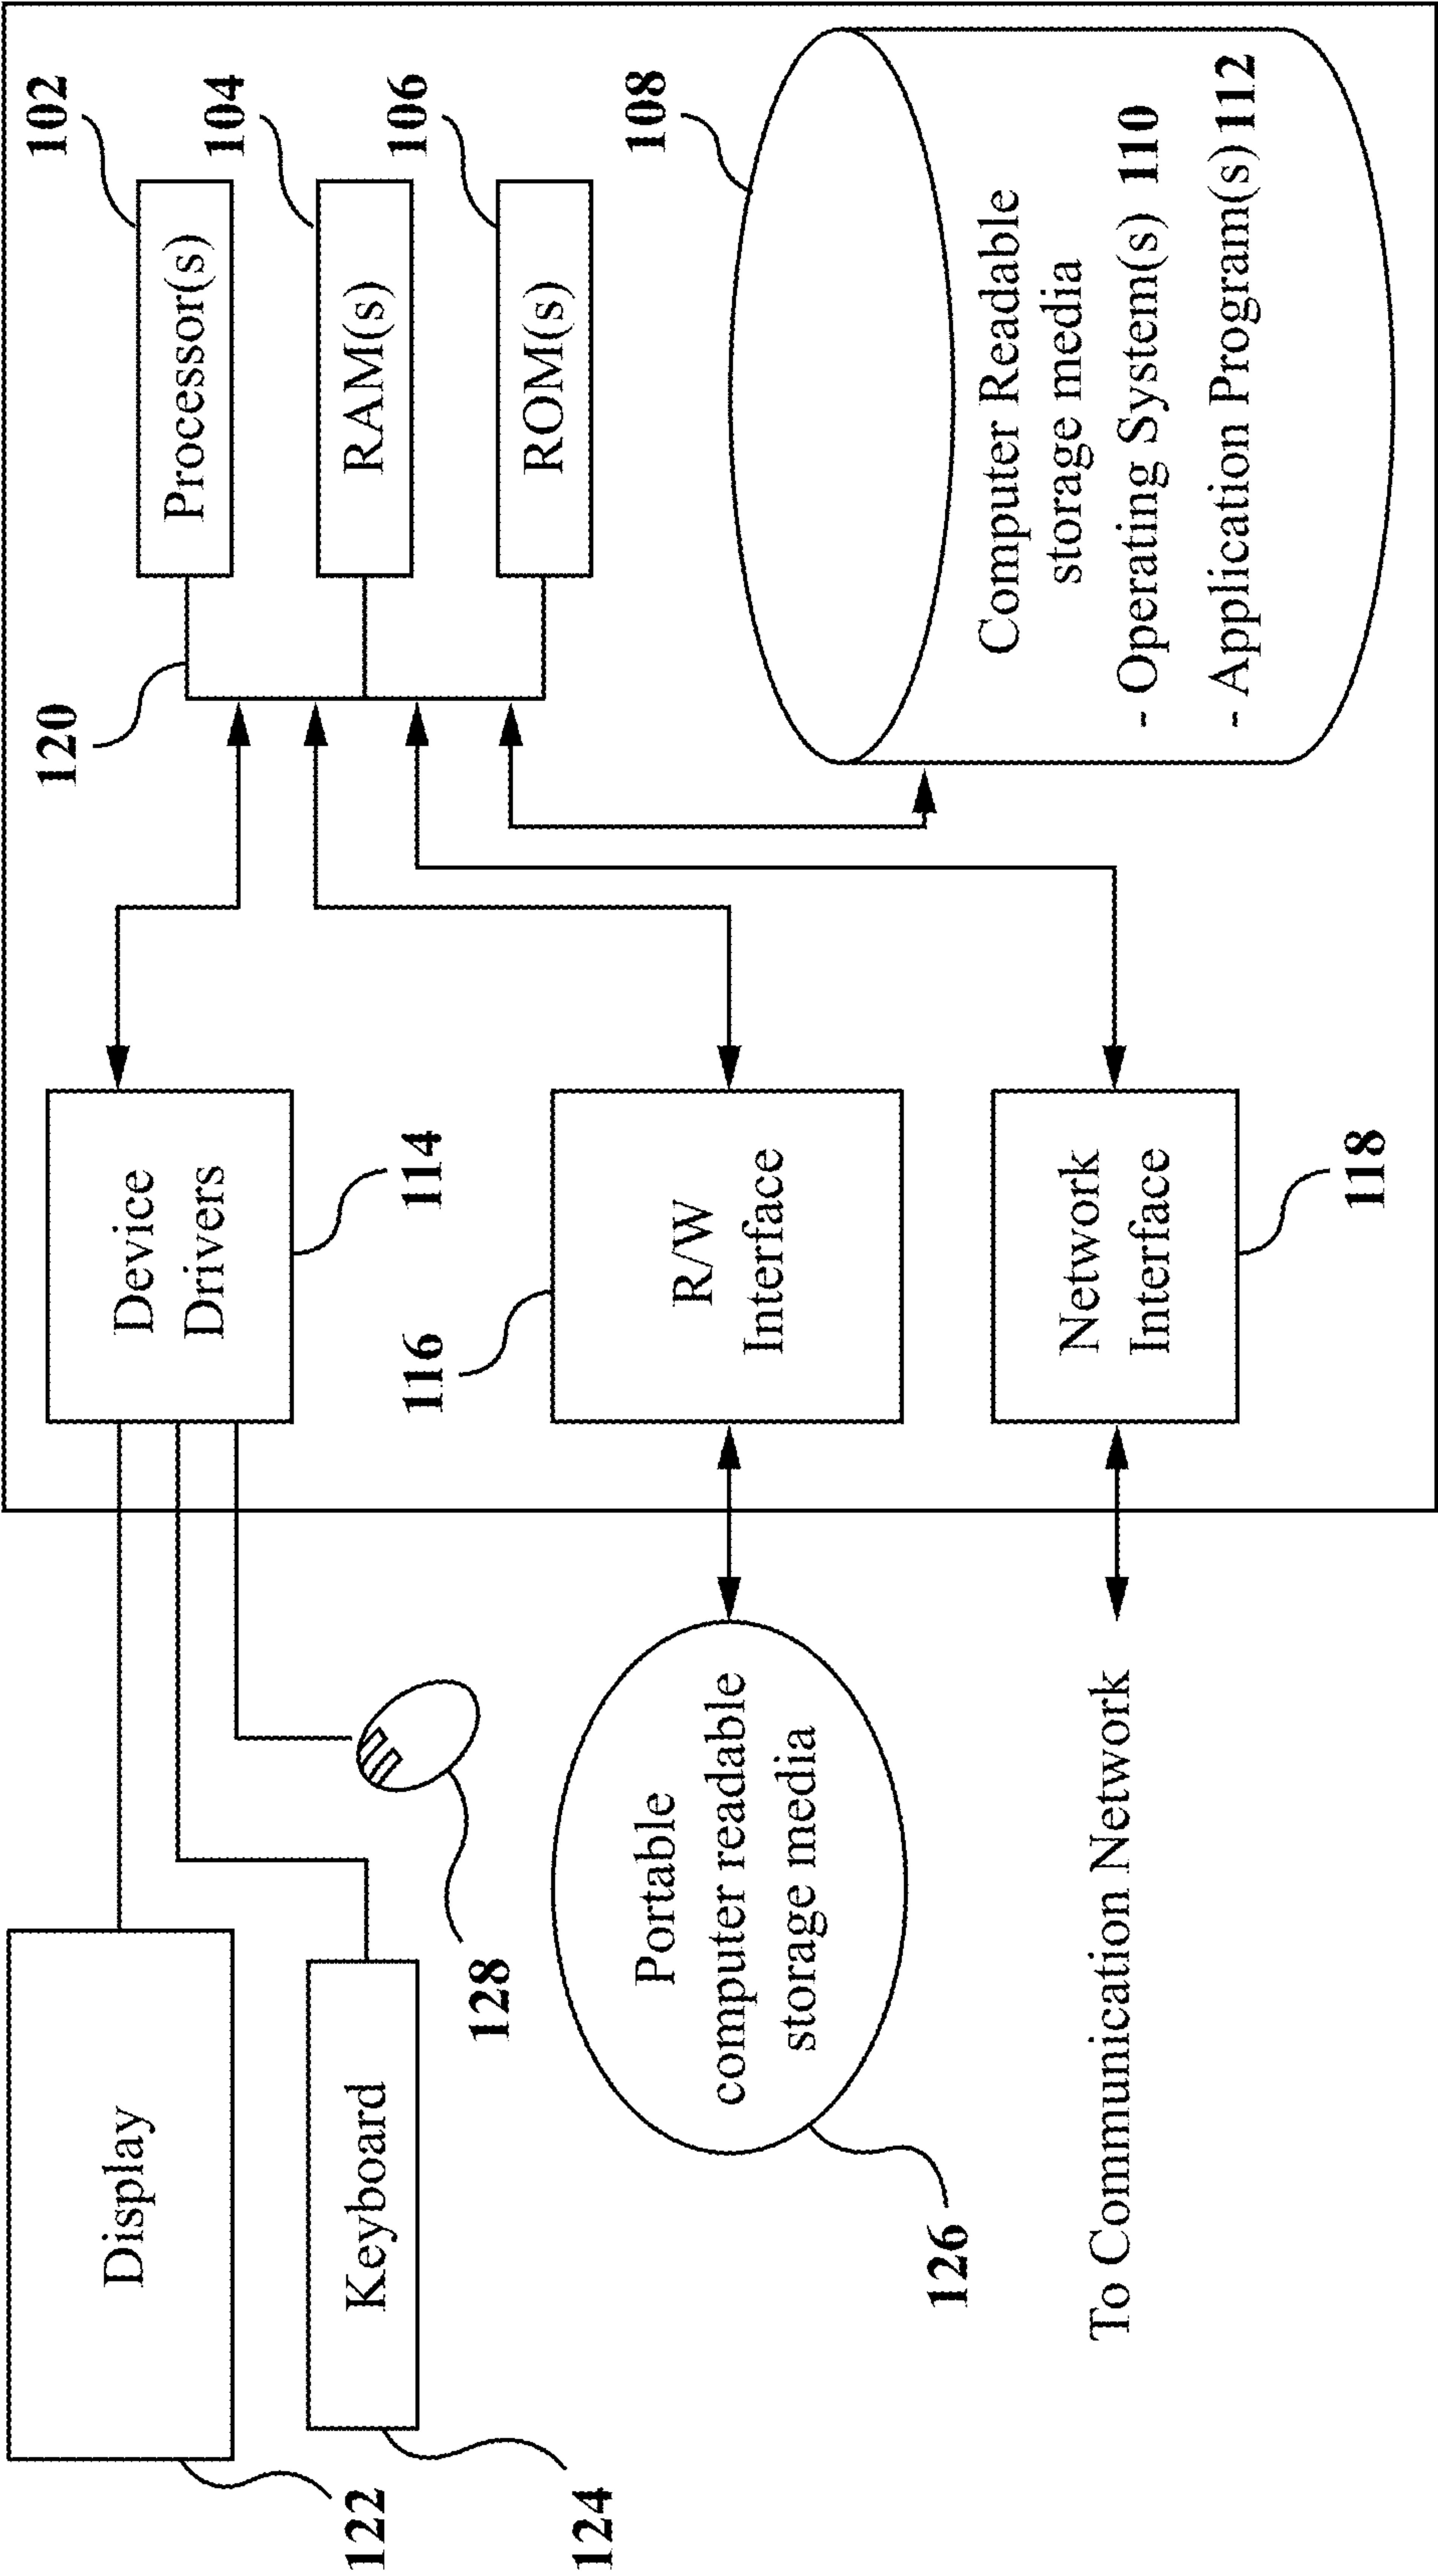 122
Display
Keyboard
124
128
Portable
computer readable
storage media
126
To Communication Network
Device
Drivers
114
116
R/W
Interface
Network
Interface
118
120
102
Processor(s)
104
RAM(s)
106
ROM(s)
108
Computer Readable
storage media
- Operating System(s) 110
- Application Program(s) 112